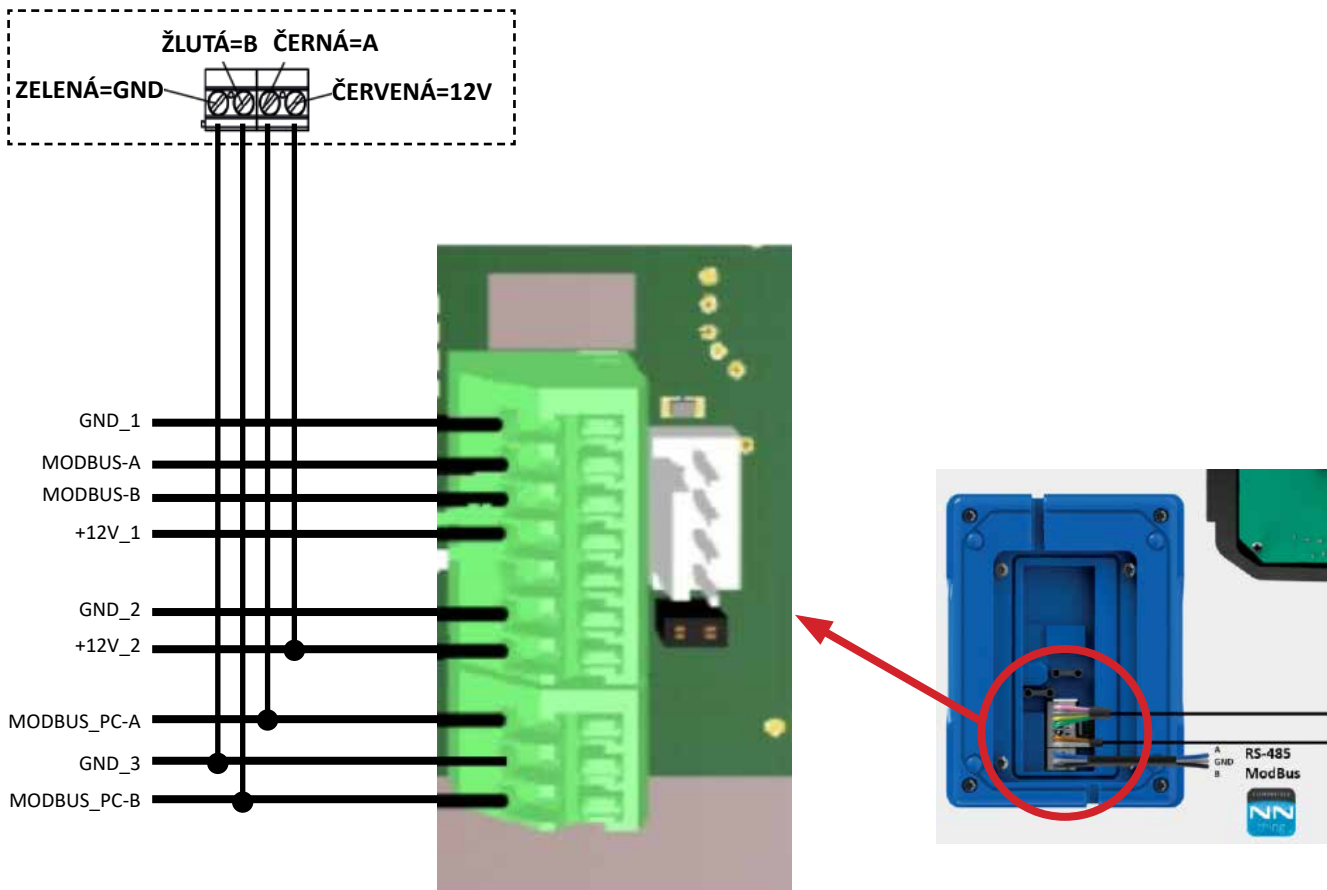 ŽLUTÁ=B ČERNÁ=A
ZELENÁ=GND ČERVENÁ=12V
GND_1
MODBUS-A
MODBUS-B
+12V_1
GND_2
+12V_2
MODBUS_PC-A
GND_3
MODBUS_PC-B
A
GND
B
RS-485
ModBus
NN
thing